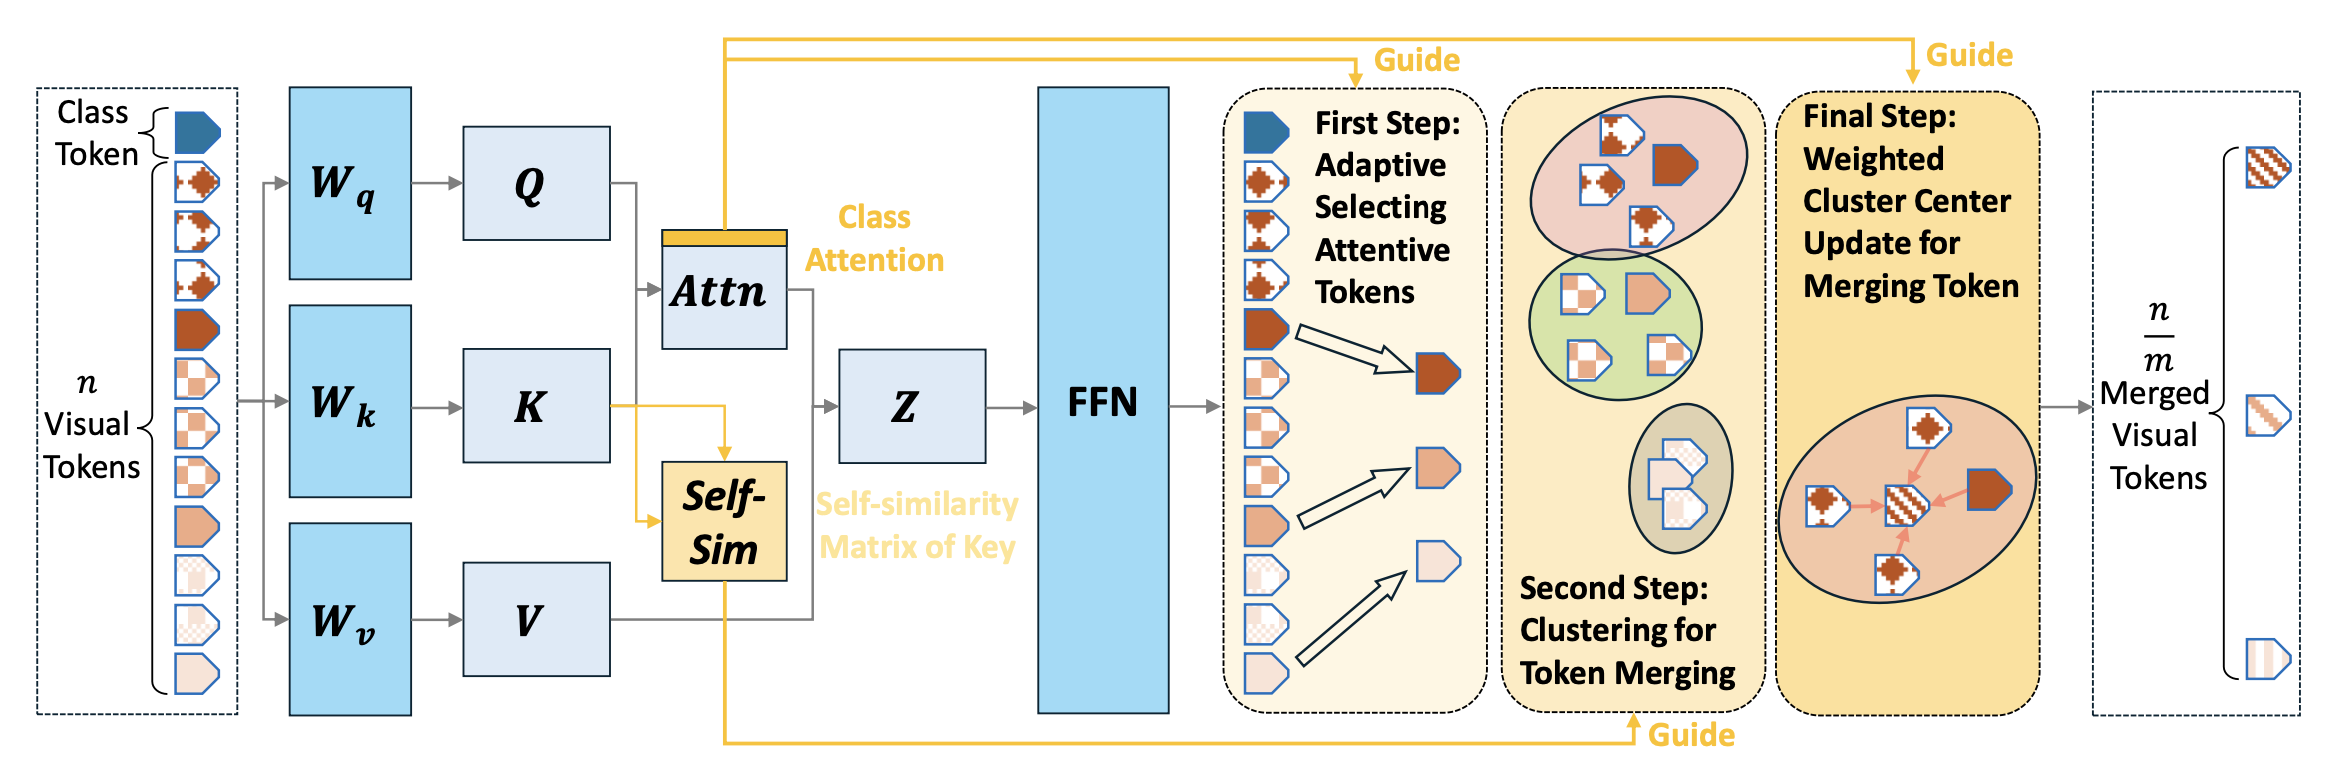 Class
Token
n
Visual
Tokens
W_q
W_k
W_v
Q
K
V
Attn
Class
Attention
Self-
Sim
Self-similarity
Matrix of Key
Z
FFN
Guide
First Step:
Adaptive
Selecting
Attentive
Tokens
Second Step:
Clustering for
Token Merging
Guide
Guide
Final Step:
Weighted
Cluster Center
Update for
Merging Token
n
m
Merged
Visual
Tokens